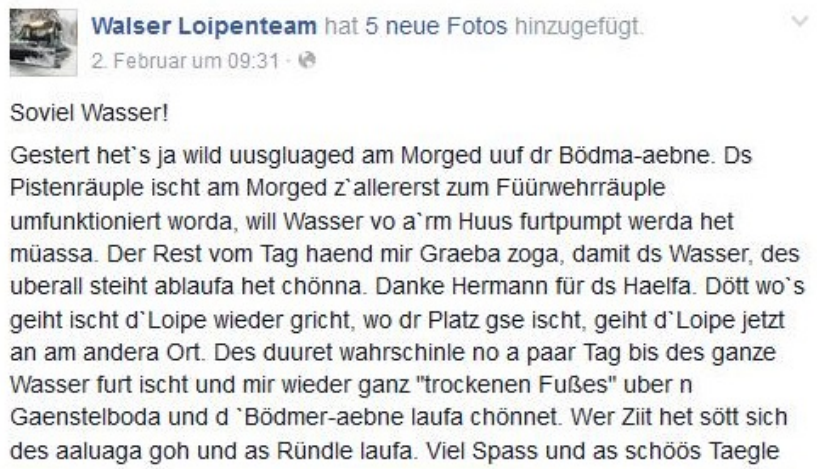 Walser Loipenteam hat 5 neue Fotos hinzugefügt.
2. Februar um 09:31 ·
Soviel Wasser!
Gestert het`s ja wild uusgluaged am Morged uuf dr Bödma-aebne. Ds
Pistenräuple ischt am Morged z`allererst zum Füürwehrräuple
umfunktioniert worda, will Wasser vo a`rm Huus furtpumpt werda het
müassa. Der Rest vom Tag haend mir Graeba zoga, damit ds Wasser, des
uberall steiht ablaufa het chönna. Danke Hermann für ds Haelfa. Dött wo`s
geiht ischt d`Loipe wieder gricht, wo dr Platz gse ischt, geiht d`Loipe jetzt
an am andera Ort. Des duuret wahrschinle no a paar Tag bis des ganze
Wasser furt ischt und mir wieder ganz "trockenen Fußes" uber n
Gaenstelboda und d `Bödmer-aebne laufa chönnet. Wer Ziit het sött sich
des aaluaga goh und as Ründle laufa. Viel Spass und as schöös Taegle